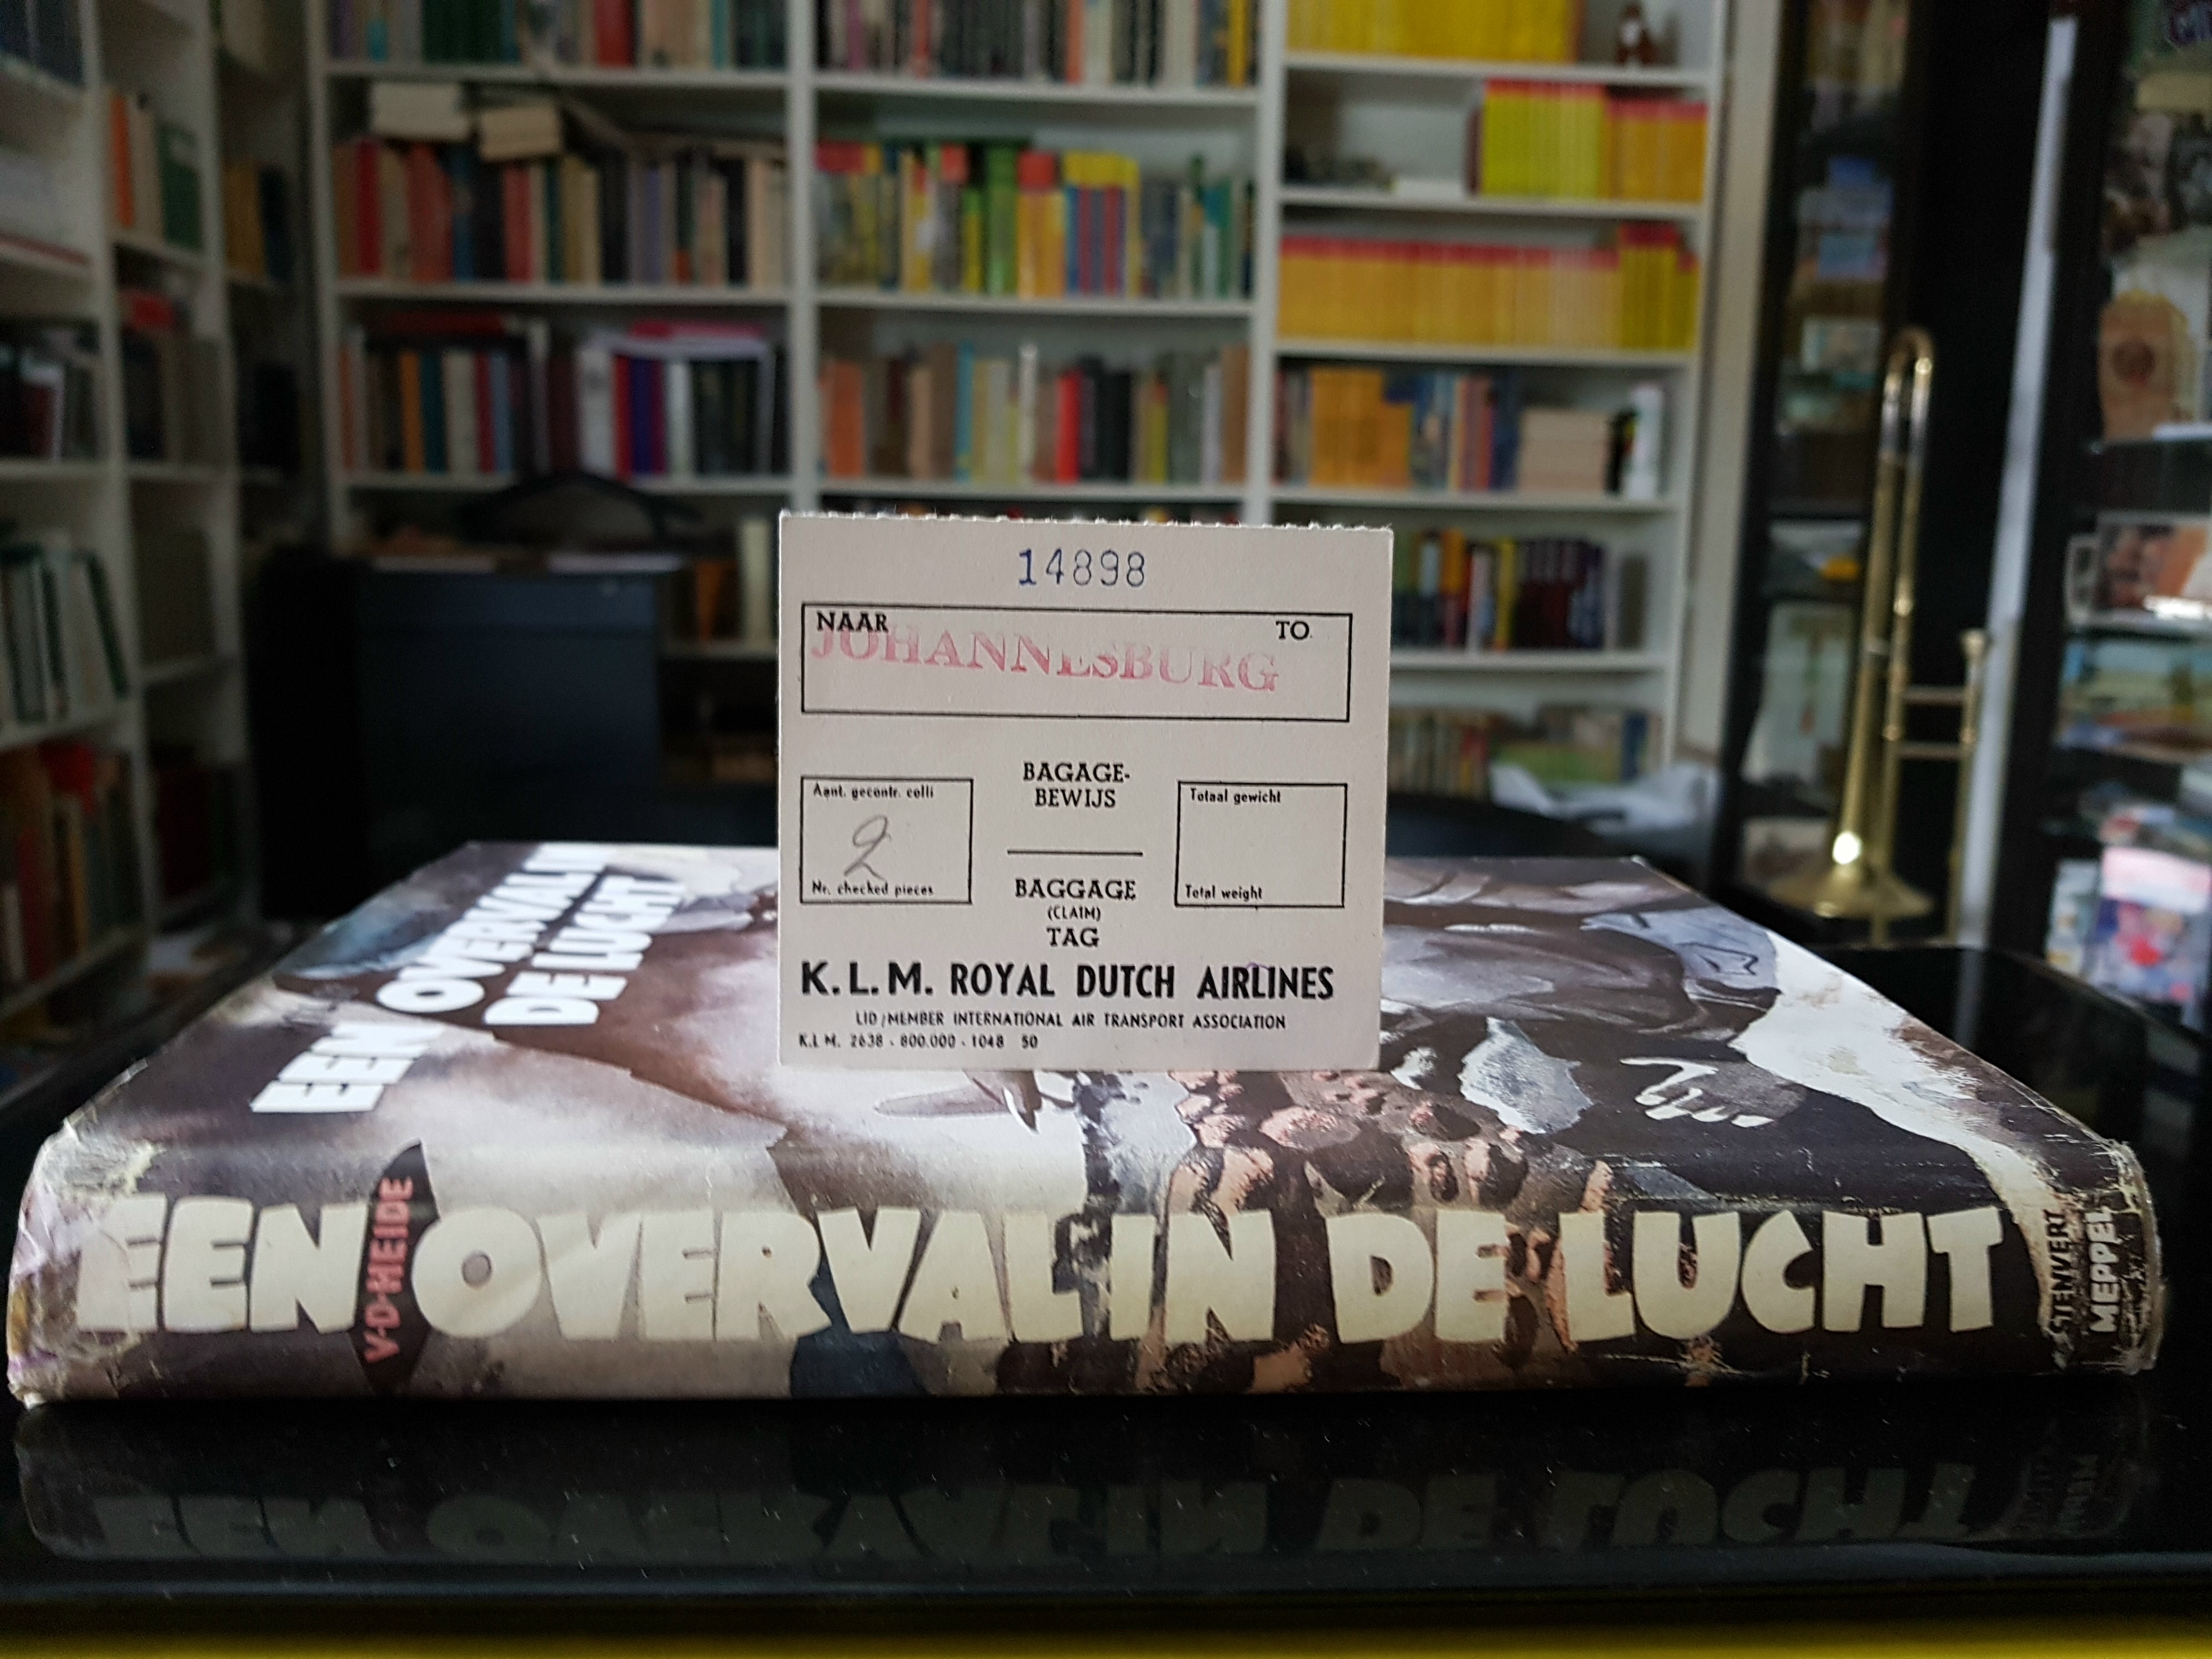 14898
NAAR TO
JOHANNESBURG
BAGAGE-
BEWIJS
Aant. gecontr. colli
2
Nr. checked pieces
Totaal gewicht
Total weight
BAGGAGE
(CLAIM)
TAG
K.L.M. ROYAL DUTCH AIRLINES
LID/MEMBER INTERNATIONAL AIR TRANSPORT ASSOCIATION
K.L.M. 2638 - 800.000 - 1048 50
EEN OVERVAL IN
DE LUCHT
EEN OVERVAL IN DE LUCHT
V·D·HEIDE
STENVERT
MEPPEL